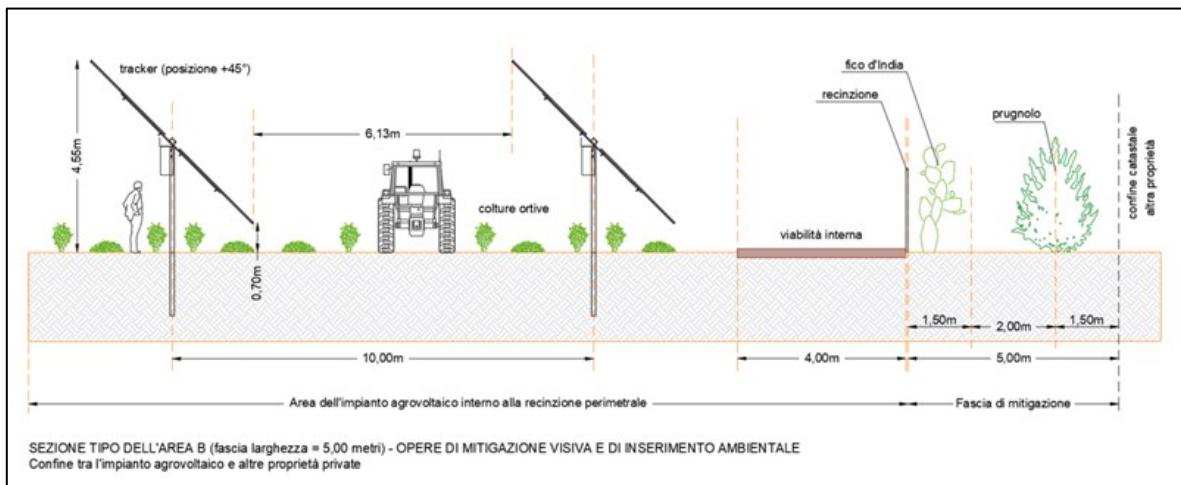 fico d'India
tracker (posizione +45°)
recinzione
prugnolo
6,13m
4,55m
confine catastale
altra proprietà
colture ortive
viabilità interna
0,70m
1,50m
2,00m
1,50m
10,00m
4,00m
5,00m
Area dell'impianto agrovoltaico interno alla recinzione perimetrale
Fascia di mitigazione
SEZIONE TIPO DELL'AREA B (fascia larghezza = 5,00 metri) - OPERE DI MITIGAZIONE VISIVA E DI INSERIMENTO AMBIENTALE
Confine tra l'impianto agrovoltaico e altre proprietà private